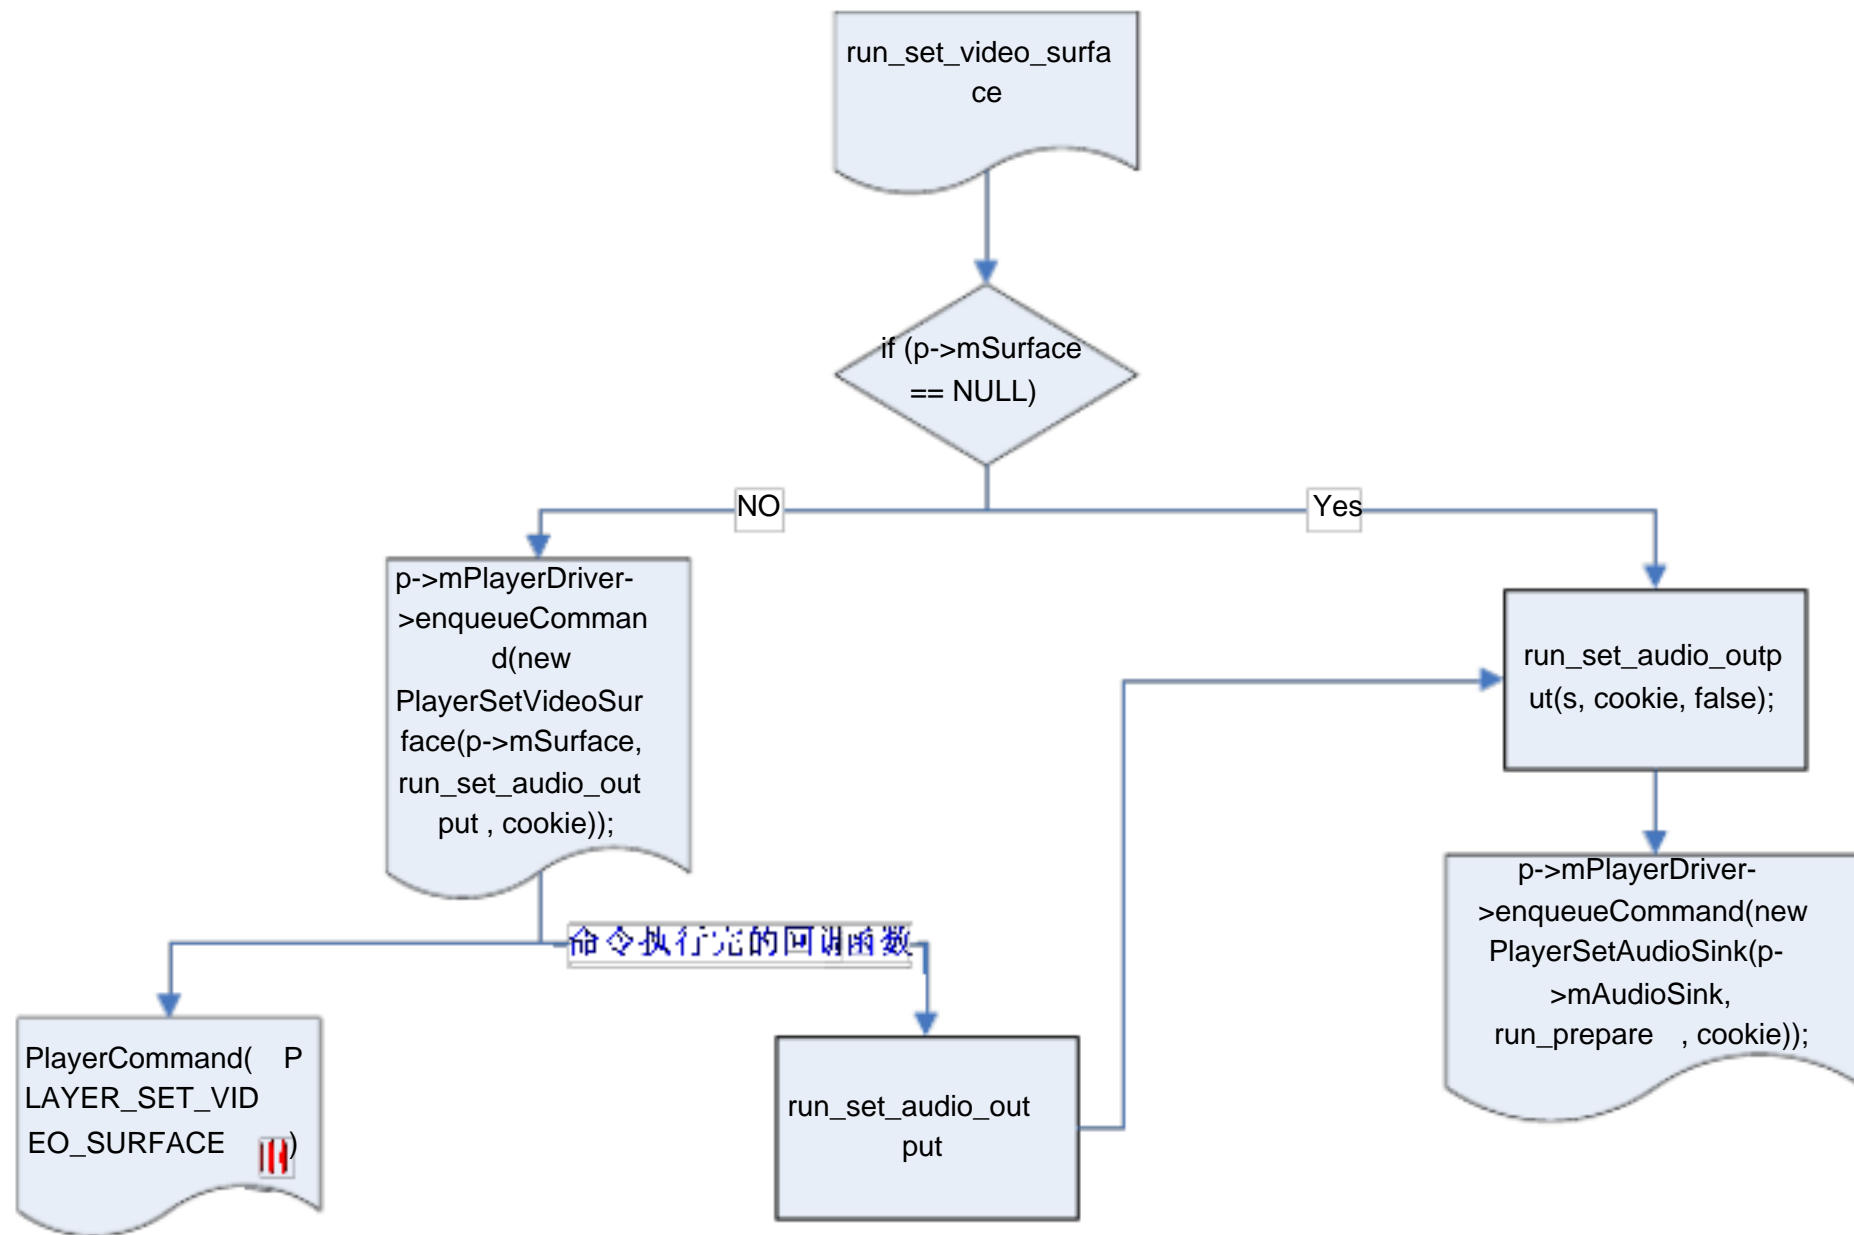 run_set_video_surfa
ce
if (p->mSurface
== NULL)
NO
Yes
p->mPlayerDriver-
>enqueueComman
d(new
PlayerSetVideoSur
face(p->mSurface,
run_set_audio_out
put , cookie));
run_set_audio_outp
ut(s, cookie, false);
命令执行完的回调函数
p->mPlayerDriver-
>enqueueCommand(new
PlayerSetAudioSink(p-
>mAudioSink,
run_prepare , cookie));
PlayerCommand( P
LAYER_SET_VID
EO_SURFACE )
run_set_audio_out
put